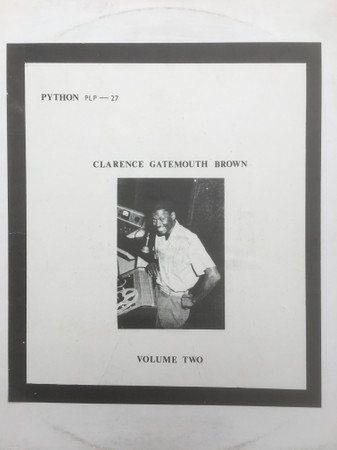 PYTHON PLP — 27
CLARENCE GATEMOUTH BROWN
VOLUME TWO